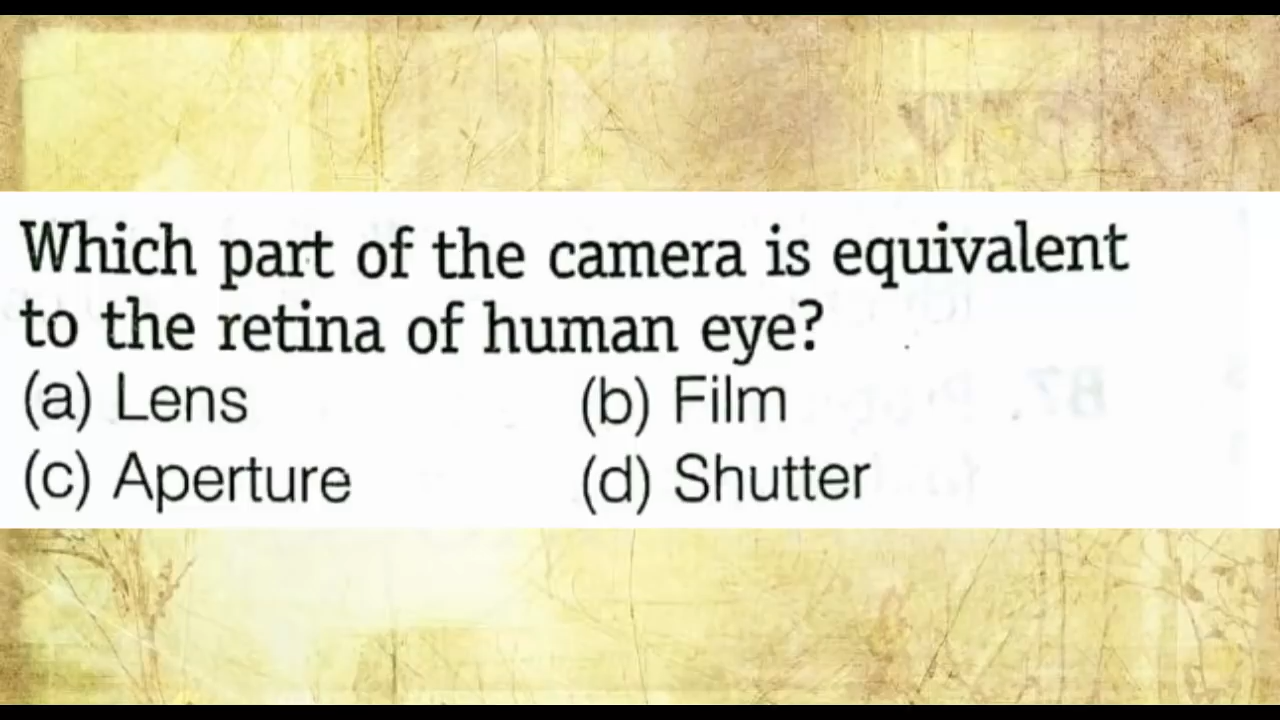 Which part of the camera is equivalent
to the retina of human eye?
(a) Lens (b) Film
(c) Aperture (d) Shutter